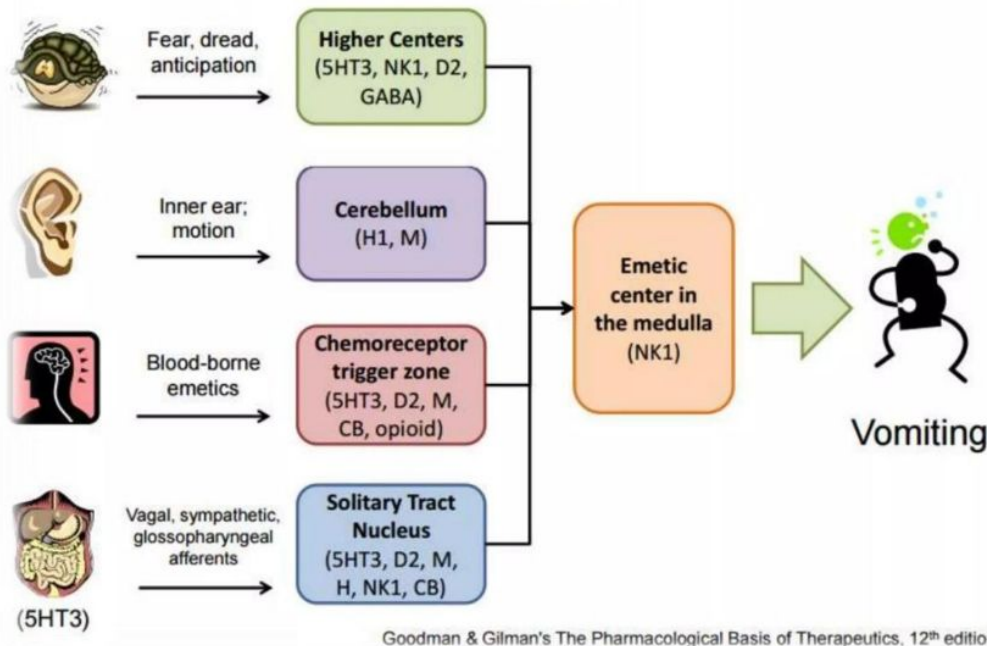 Fear, dread,
anticipation
Higher Centers
(5HT3, NK1, D2,
GABA)
Inner ear;
motion
Cerebellum
(H1, M)
Blood-borne
emetics
Chemoreceptor
trigger zone
(5HT3, D2, M,
CB, opioid)
Vagal, sympathetic,
glossopharyngeal
afferents
(5HT3)
Solitary Tract
Nucleus
(5HT3, D2, M,
H, NK1, CB)
Emetic
center in
the medulla
(NK1)
Vomiting
Goodman & Gilman's The Pharmacological Basis of Therapeutics, 12th editio